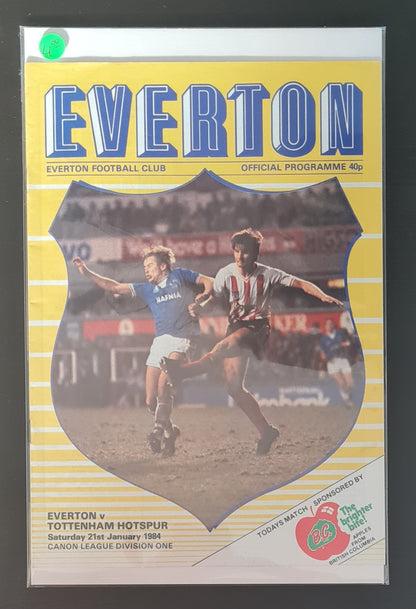 EVERTON
EVERTON FOOTBALL CLUB
OFFICIAL PROGRAMME 40p
HAFNIA
EVERTON v
TOTTENHAM HOTSPUR
Saturday 21st January 1984
CANON LEAGUE DIVISION ONE
TODAYS MATCH SPONSORED BY
B.C.
The
brighter
bite!
APPLES
FROM
BRITISH COLUMBIA